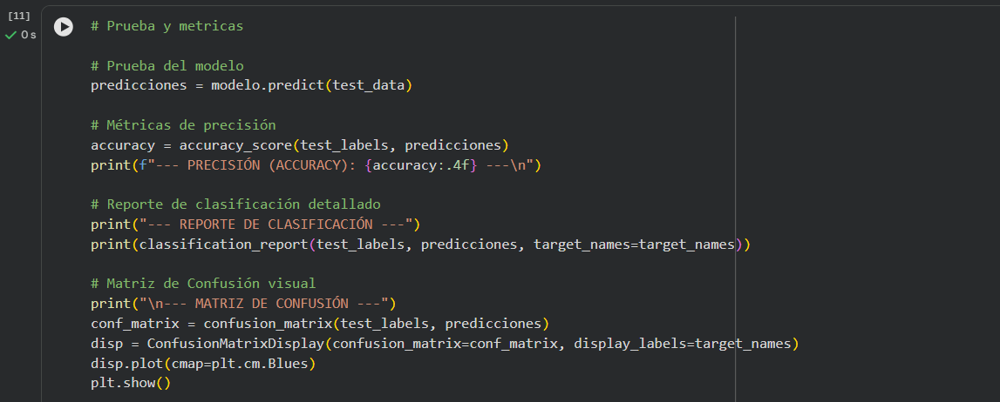 [11]
0 s
# Prueba y metricas
# Prueba del modelo
predicciones = modelo.predict(test_data)
# Métricas de precisión
accuracy = accuracy_score(test_labels, predicciones)
print(f"--- PRECISIÓN (ACCURACY): {accuracy:.4f} ---\n")
# Reporte de clasificación detallado
print("--- REPORTE DE CLASIFICACIÓN ---")
print(classification_report(test_labels, predicciones, target_names=target_names))
# Matriz de Confusión visual
print("\n--- MATRIZ DE CONFUSIÓN ---")
conf_matrix = confusion_matrix(test_labels, predicciones)
disp = ConfusionMatrixDisplay(confusion_matrix=conf_matrix, display_labels=target_names)
disp.plot(cmap=plt.cm.Blues)
plt.show()